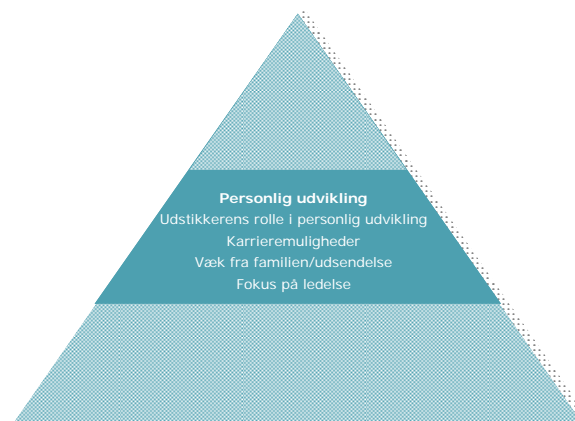 Personlig udvikling
Udstikkerens rolle i personlig udvikling
Karrieremuligheder
Væk fra familien/udsendelse
Fokus på ledelse